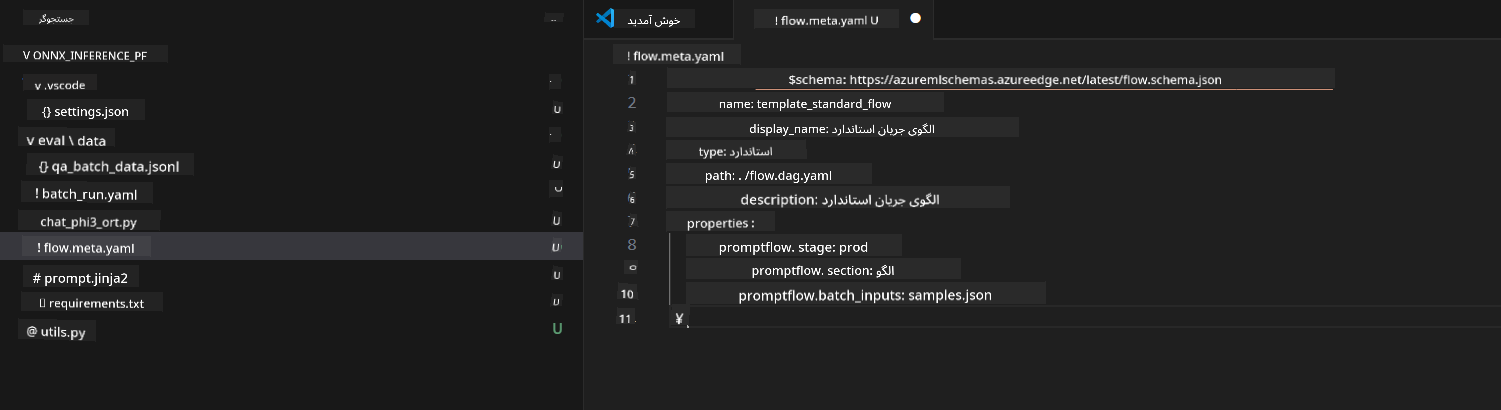 جستجوگر
..
V ONNX_INFERENCE_PF
v .vscode
{} settings.json U
v eval \ data
{} qa_batch_data.jsonl U
! batch_run.yaml
chat_phi3_ort.py U
! flow.meta.yaml U
# prompt.jinja2 U
requirements.txt U
@ utils.py U
خوش آمدید
! flow.meta.yaml U
! flow.meta.yaml
1 $schema: https://azuremlschemas.azureedge.net/latest/flow.schema.json
2 name: template_standard_flow
3 display_name: الگوی جریان استاندارد
۸ type: استاندارد
5 path: . /flow.dag.yaml
6 description: الگوی جریان استاندارد
7 properties :
8 promptflow. stage: prod
promptflow. section: الگو
10 promptflow.batch_inputs: samples.json
11. ¥